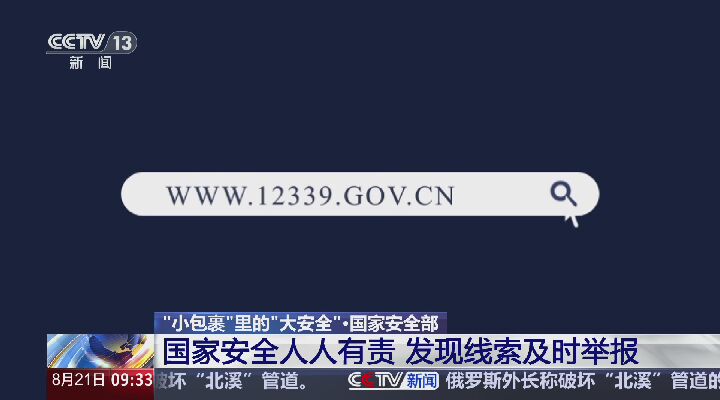 CCTV 13
新闻
WWW.12339.GOV.CN
"小包裹"里的"大安全"·国家安全部
国家安全人人有责 发现线索及时举报
8月21日 09:33 破坏“北溪”管道。 CCTV新闻 俄罗斯外长称破坏“北溪”管道的